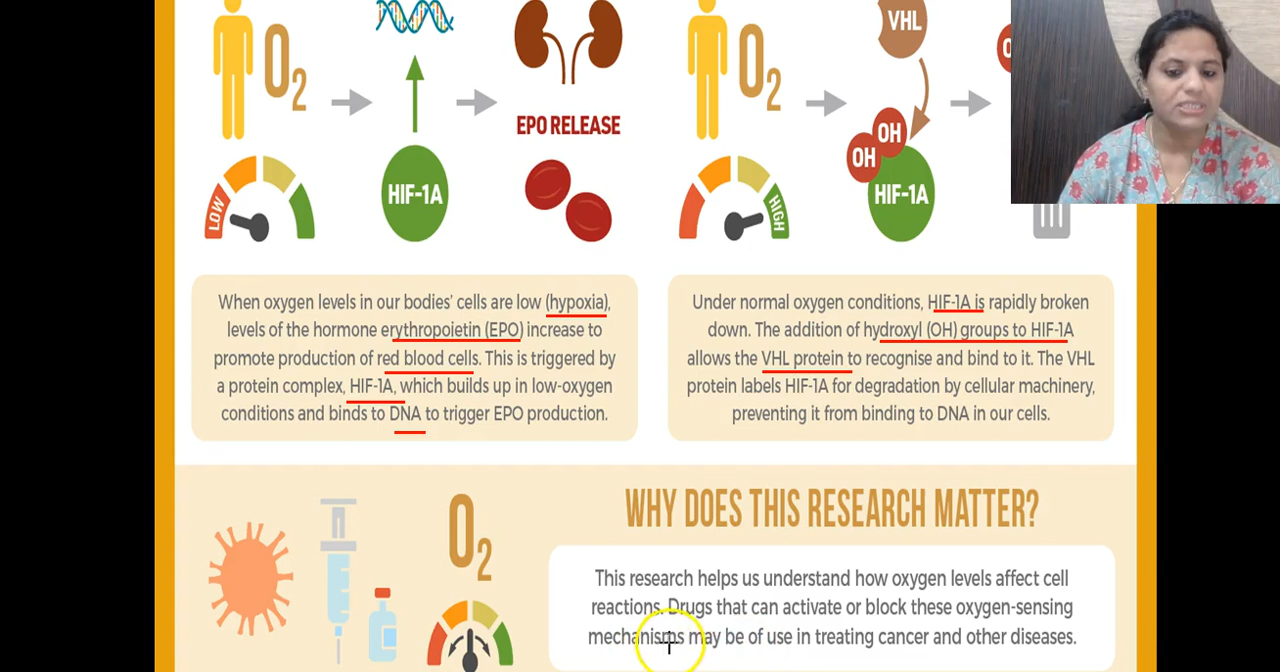 O2
EPO RELEASE
HIF-1A
LOW
O2
VHL
OH
OH
HIF-1A
HIGH
When oxygen levels in our bodies' cells are low (hypoxia),
levels of the hormone erythropoietin (EPO) increase to
promote production of red blood cells. This is triggered by
a protein complex, HIF-1A, which builds up in low-oxygen
conditions and binds to DNA to trigger EPO production.
Under normal oxygen conditions, HIF-1A is rapidly broken
down. The addition of hydroxyl (OH) groups to HIF-1A
allows the VHL protein to recognise and bind to it. The VHL
protein labels HIF-1A for degradation by cellular machinery,
preventing it from binding to DNA in our cells.
O2
WHY DOES THIS RESEARCH MATTER?
This research helps us understand how oxygen levels affect cell
reactions. Drugs that can activate or block these oxygen-sensing
mechanisms may be of use in treating cancer and other diseases.